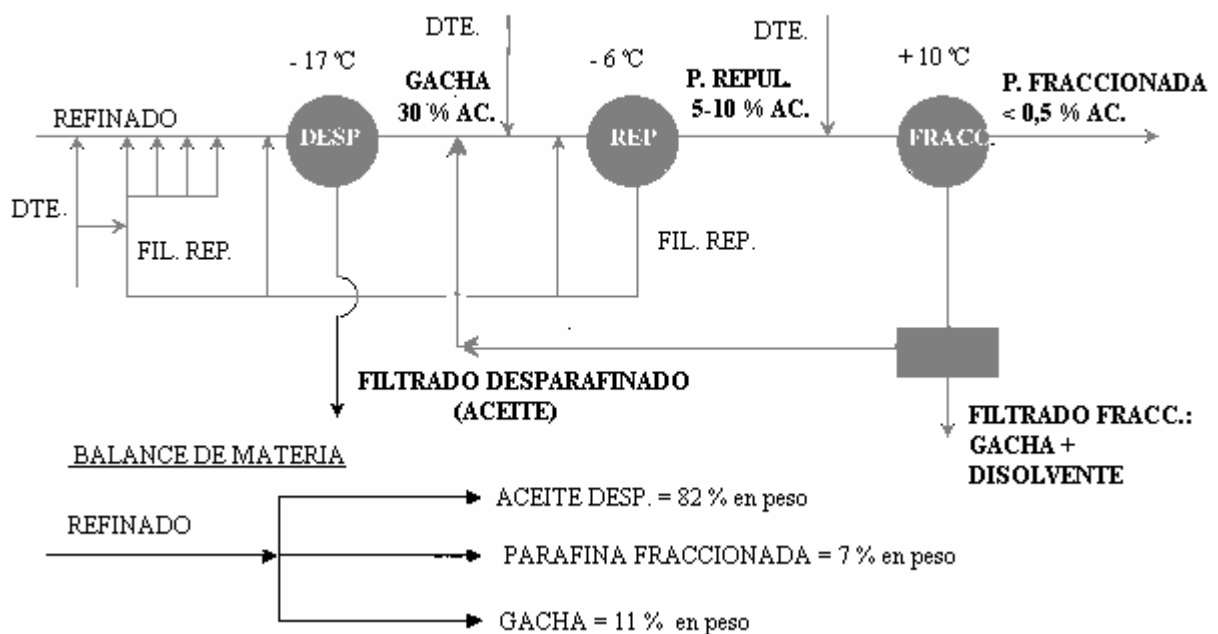 DTE.
DTE.
- 17 ºC
- 6 ºC
+ 10 ºC
GACHA
30 % AC.
P. REPUL.
5-10 % AC.
P. FRACCIONADA
< 0,5 % AC.
REFINADO
DESP
REP
FRACC.
DTE.
FIL. REP.
FIL. REP.
FILTRADO DESPARAFINADO
(ACEITE)
FILTRADO FRACC.:
GACHA +
DISOLVENTE
BALANCE DE MATERIA
REFINADO
ACEITE DESP. = 82 % en peso
PARAFINA FRACCIONADA = 7 % en peso
GACHA = 11 % en peso